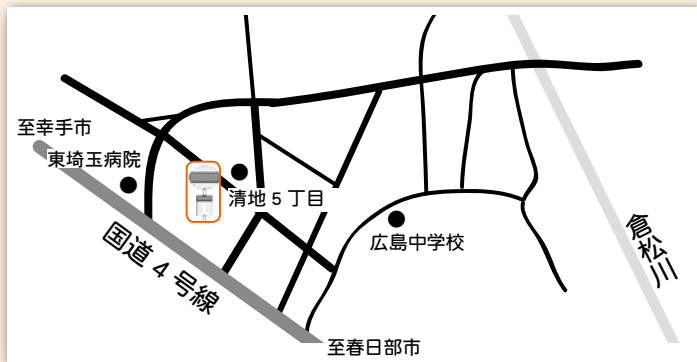 至幸手市
東埼玉病院
清地5丁目
広島中学校
国道4号線
倉松川
至春日部市